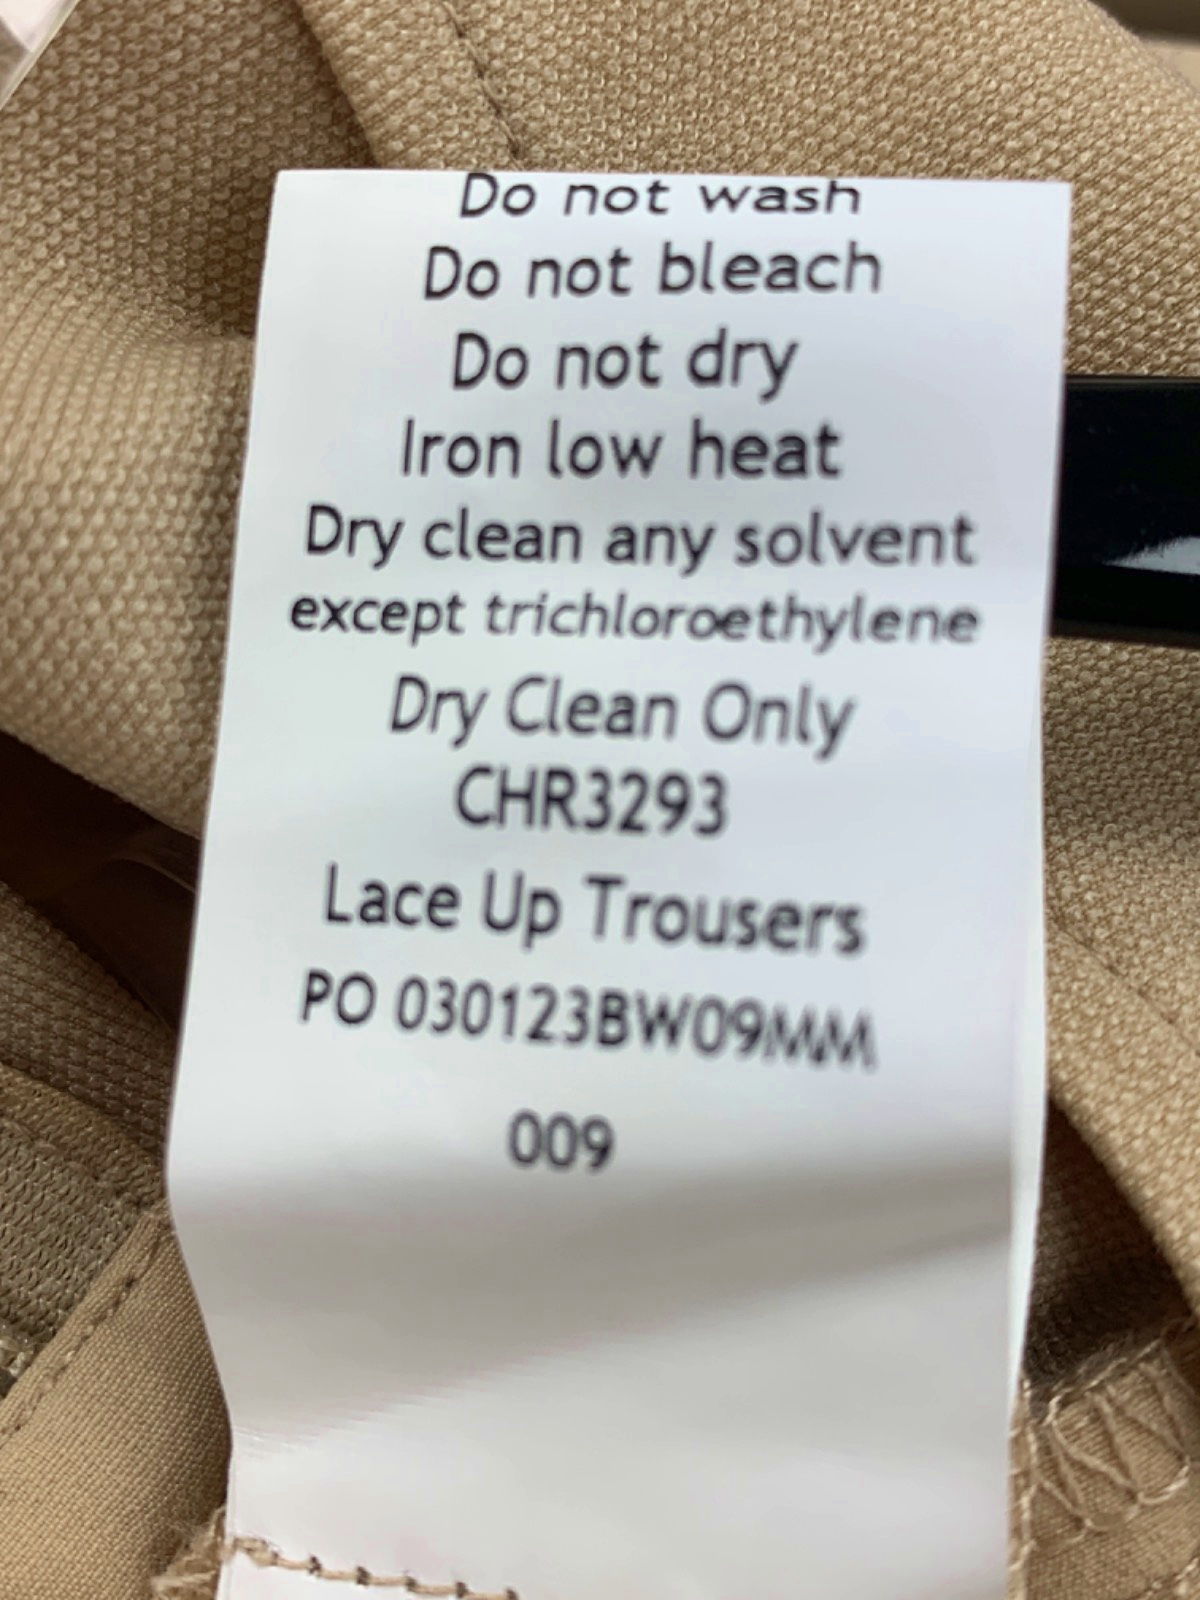 Do not wash
Do not bleach
Do not dry
Iron low heat
Dry clean any solvent
except trichloroethylene
Dry Clean Only
CHR3293
Lace Up Trousers
PO 030123BW09MM
009